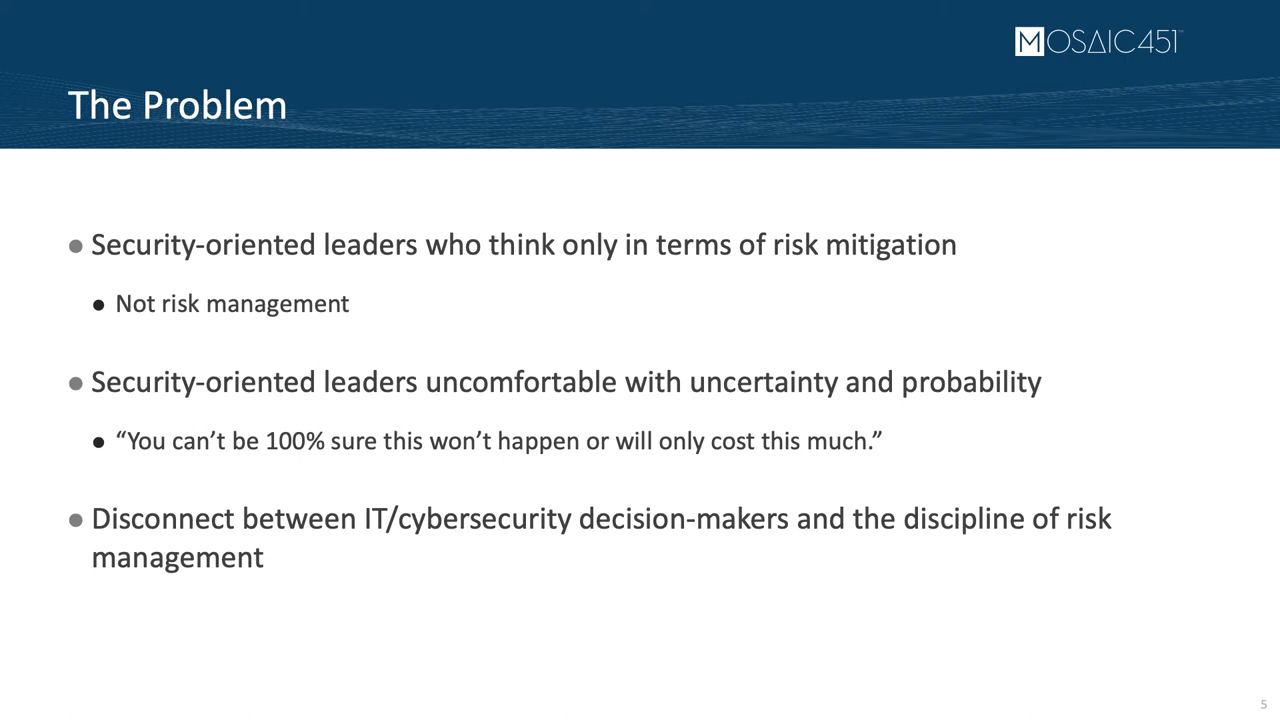 MOSAIC451™
The Problem
● Security-oriented leaders who think only in terms of risk mitigation
● Not risk management
● Security-oriented leaders uncomfortable with uncertainty and probability
● “You can’t be 100% sure this won’t happen or will only cost this much.”
● Disconnect between IT/cybersecurity decision-makers and the discipline of risk
management
5